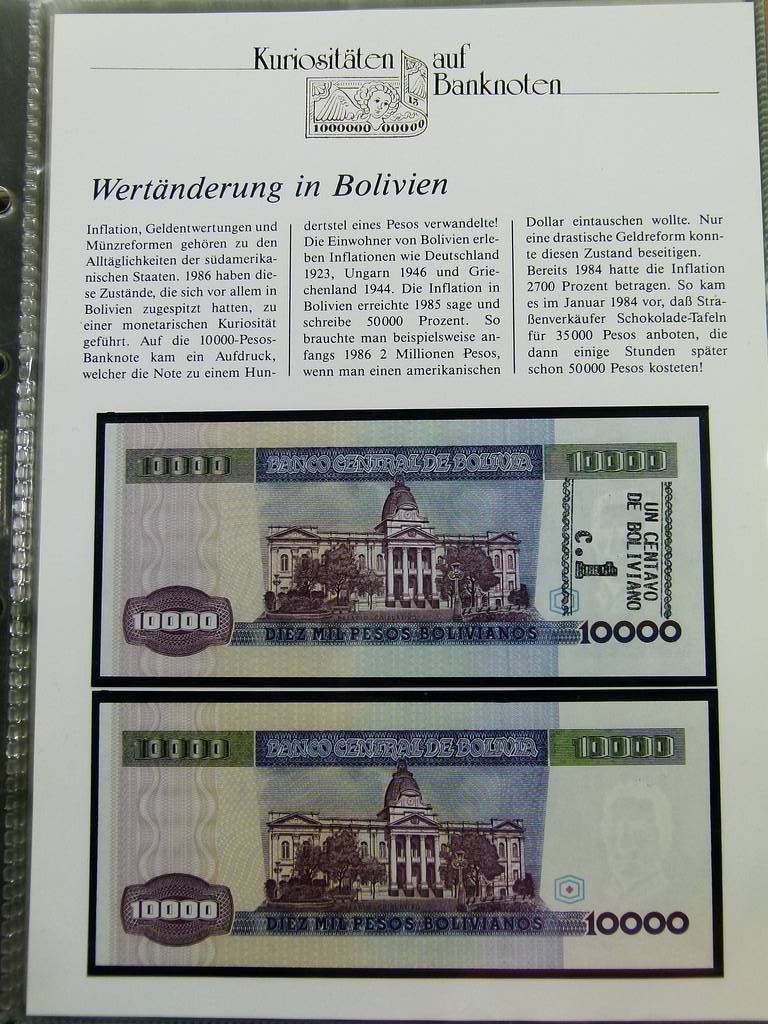 Kuriositäten auf
Banknoten
15
1000000 00000
Wertänderung in Bolivien
Inflation, Geldentwertungen und
Münzreformen gehören zu den
Alltäglichkeiten der südamerika-
nischen Staaten. 1986 haben die-
se Zustände, die sich vor allem in
Bolivien zugespitzt hatten, zu
einer monetarischen Kuriosität
geführt. Auf die 10000-Pesos-
Banknote kam ein Aufdruck,
welcher die Note zu einem Hun-
dertstel eines Pesos verwandelte!
Die Einwohner von Bolivien erle-
ben Inflationen wie Deutschland
1923, Ungarn 1946 und Grie-
chenland 1944. Die Inflation in
Bolivien erreichte 1985 sage und
schreibe 50000 Prozent. So
brauchte man beispielsweise an-
fangs 1986 2 Millionen Pesos,
wenn man einen amerikanischen
Dollar eintauschen wollte. Nur
eine drastische Geldreform konn-
te diesen Zustand beseitigen.
Bereits 1984 hatte die Inflation
2700 Prozent betragen. So kam
es im Januar 1984 vor, daß Stra-
ßenverkäufer Schokolade-Tafeln
für 35000 Pesos anboten, die
dann einige Stunden später
schon 50000 Pesos kosteten!
10000 BANCO CENTRAL DE BOLIVIA 10000
UN CENTAVO
DE BOLIVIANO
c. 1
10000
DIEZ MIL PESOS BOLIVIANOS 10000
10000 BANCO CENTRAL DE BOLIVIA 10000
10000
DIEZ MIL PESOS BOLIVIANOS 10000